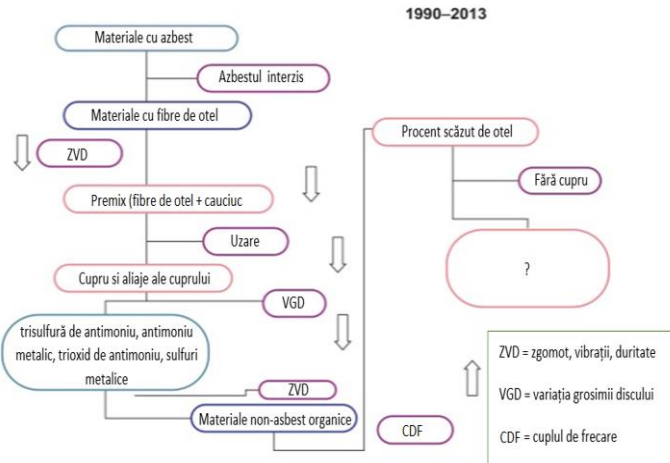 1990–2013
Materiale cu azbest
Azbestul interzis
Materiale cu fibre de otel
ZVD
Premix (fibre de otel + cauciuc
Uzare
Cupru si aliaje ale cuprului
VGD
trisulfură de antimoniu, antimoniu
metalic, trioxid de antimoniu, sulfuri
metalice
ZVD
Materiale non-asbest organice
CDF
Procent scăzut de otel
Fără cupru
?
ZVD = zgomot, vibrații, duritate
VGD = variația grosimii discului
CDF = cuplul de frecare